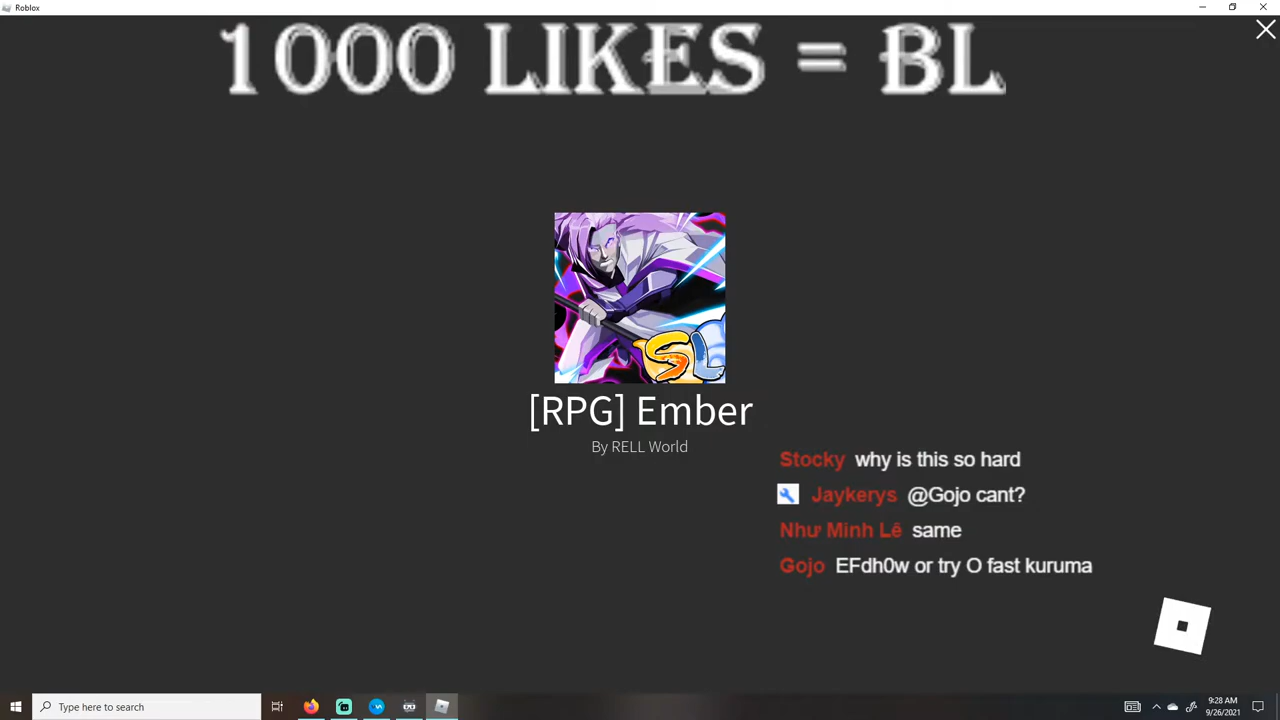 Roblox
1000 LIKES = BL
SL
[RPG] Ember
By RELL World
Stocky why is this so hard
Jaykerys @Gojo cant?
Như Minh Lê same
Gojo EFdh0w or try O fast kuruma
Type here to search
9:28 AM
9/26/2021